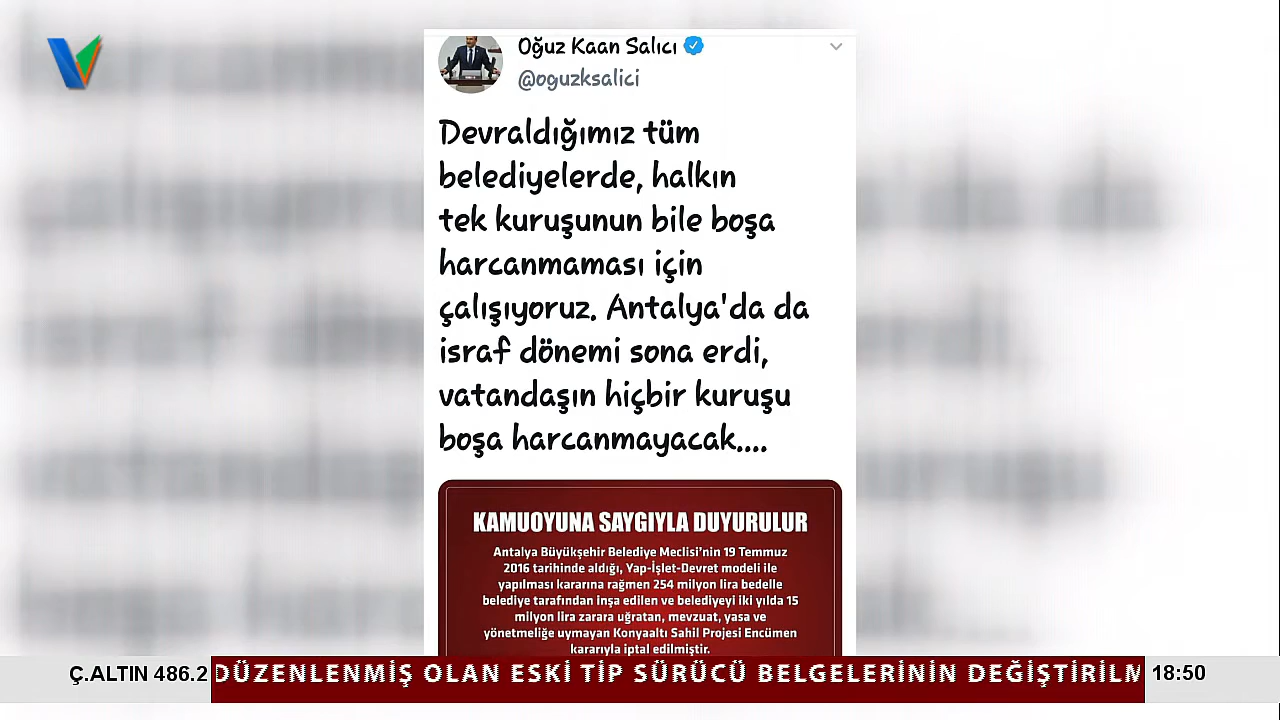 Oğuz Kaan Salıcı
@oguzksalici
Devraldığımız tüm
belediyelerde, halkın
tek kuruşunun bile boşa
harcanmaması için
çalışıyoruz. Antalya'da da
israf dönemi sona erdi,
vatandaşın hiçbir kuruşu
boşa harcanmayacak....
KAMUOYUNA SAYGIYLA DUYURULUR
Antalya Büyükşehir Belediye Meclisi'nin 19 Temmuz
2016 tarihinde aldığı, Yap-İşlet-Devret modeli ile
yapılması kararına rağmen 254 milyon lira bedelle
belediye tarafından inşa edilen ve belediyeyi iki yılda 15
milyon lira zarara uğratan, mevzuat, yasa ve
yönetmeliğe uymayan Konyaaltı Sahil Projesi Encümen
kararıyla iptal edilmiştir.
Ç.ALTIN 486.2 DÜZENLENMİŞ OLAN ESKİ TİP SÜRÜCÜ BELGELERİNİN DEĞİŞTİRİLM 18:50